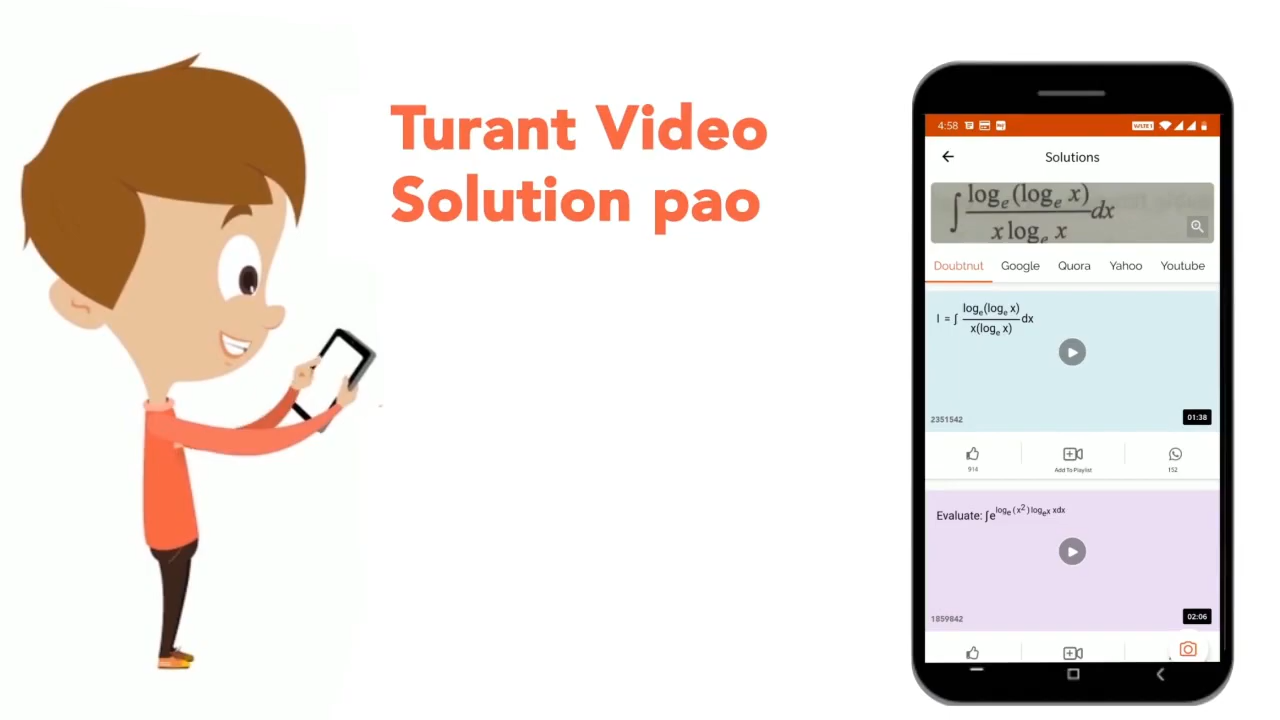 Turant Video
Solution pao
4:58
Solutions
∫ logₑ(logₑ x) / x logₑ x dx
Doubtnut Google Quora Yahoo Youtube
I = ∫ logₑ(logₑ x) / x(logₑ x) dx
2351542 01:38
914 Add To Playlist 152
Evaluate: ∫e^logₑ(x²)logₑx xdx
1859842 02:06